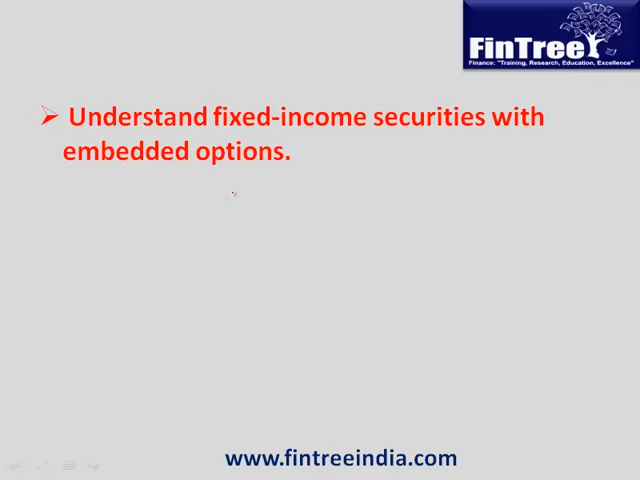 FinTree
Finance: "Training, Research, Education, Excellence"
Understand fixed-income securities with
embedded options.
www.fintreeindia.com